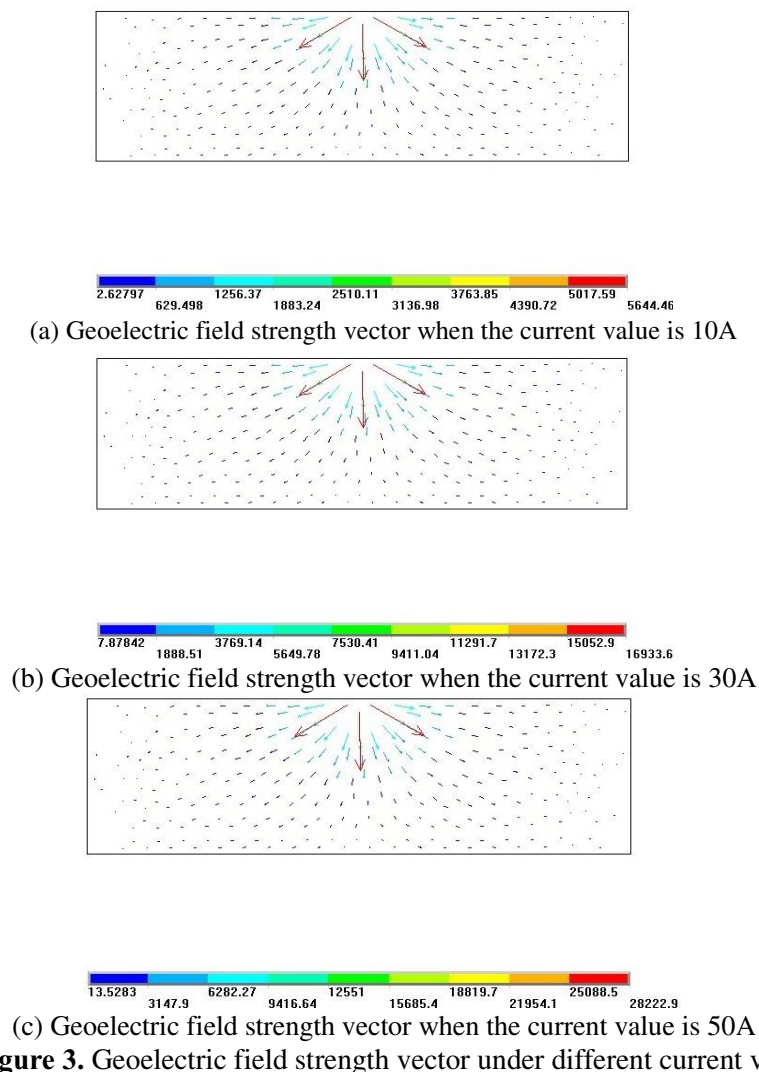 2.62797 1256.37 2510.11 3763.85 5017.59
629.498 1883.24 3136.98 4390.72 5644.46
(a) Geoelectric field strength vector when the current value is 10A
7.87842 3769.14 7530.41 11291.7 15052.9
1888.51 5649.78 9411.04 13172.3 16933.6
(b) Geoelectric field strength vector when the current value is 30A
13.5283 6282.27 12551 18819.7 25088.5
3147.9 9416.64 15685.4 21954.1 28222.9
(c) Geoelectric field strength vector when the current value is 50A
gure 3. Geoelectric field strength vector under different current v